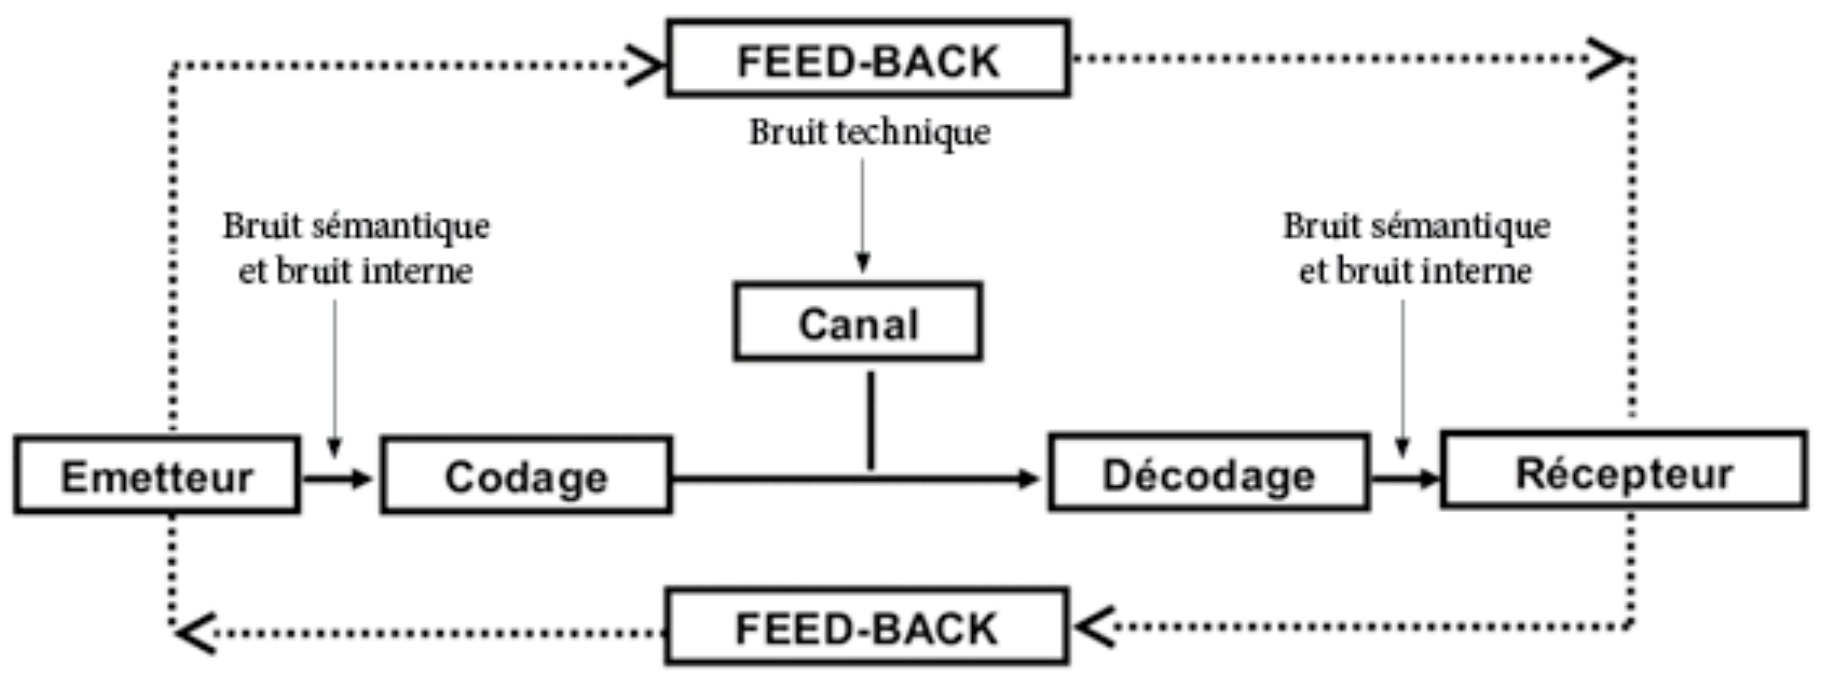 FEED-BACK
Bruit technique
Bruit sémantique
et bruit interne
Bruit sémantique
et bruit interne
Canal
Emetteur
Codage
Décodage
Récepteur
FEED-BACK